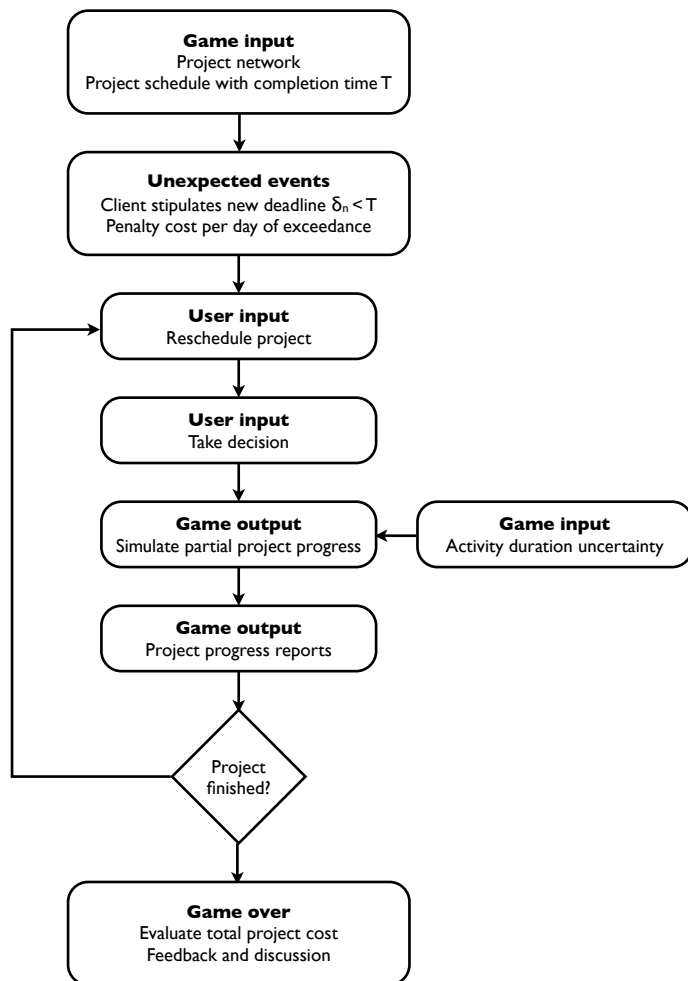 Game input
Project network
Project schedule with completion time T
Unexpected events
Client stipulates new deadline δn < T
Penalty cost per day of exceedance
User input
Reschedule project
User input
Take decision
Game output
Simulate partial project progress
Game input
Activity duration uncertainty
Game output
Project progress reports
Project
finished?
Game over
Evaluate total project cost
Feedback and discussion